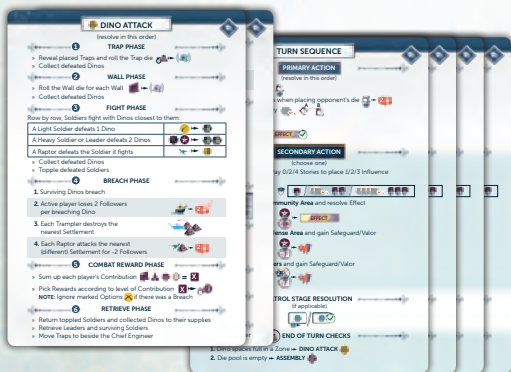 DINO ATTACK
(resolve in this order)
1
TRAP PHASE
» Reveal placed Traps and roll the Trap die
» Collect defeated Dinos
2
WALL PHASE
» Roll the Wall die for each Wall
» Collect defeated Dinos
3
FIGHT PHASE
Row by row, Soldiers fight with Dinos closest to them:
A Light Soldier defeats 1 Dino
A Heavy Soldier or Leader defeats 2 Dinos
A Raptor defeats the Soldier it fights
» Collect defeated Dinos
» Topple defeated Soldiers
4
BREACH PHASE
1. Surviving Dinos breach
2. Active player loses 2 Followers
per breaching Dino
3. Each Trampler destroys the
nearest Settlement
4. Each Raptor attacks the nearest
(different) Settlement for -2 Followers
5
COMBAT REWARD PHASE
» Sum up each player's Contribution = X
» Pick Rewards according to level of Contribution X
NOTE: Ignore marked Options if there was a Breach
6
RETRIEVE PHASE
» Return toppled Soldiers and collected Dinos to their supplies
» Retrieve Leaders and surviving Soldiers
» Move Traps to beside the Chief Engineer
TURN SEQUENCE
PRIMARY ACTION
(resolve in this order)
when placing opponent's die
EFFECT
SECONDARY ACTION
(choose one)
0/2/4 Stories to place 1/2/3 Influence
Area and resolve Effect
EFFECT
Area and gain Safeguard/Valor
and gain Safeguard/Valor
STAGE RESOLUTION
(if applicable)
END OF TURN CHECKS
1. Dino spaces full in a Zone DINO ATTACK
2. Die pool is empty ASSEMBLY